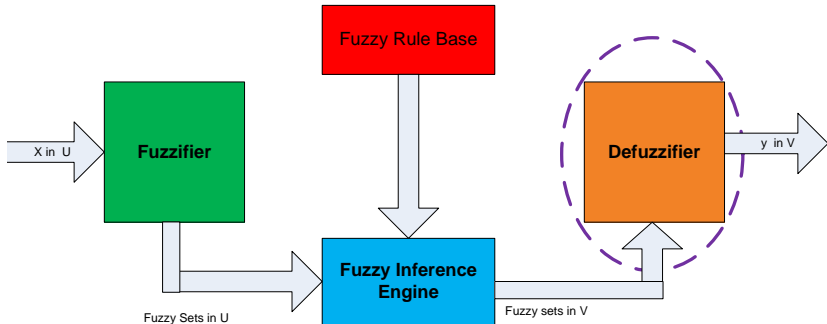 Fuzzy Rule Base
X in U
Fuzzifier
Defuzzifier
y in V
Fuzzy Inference
Engine
Fuzzy Sets in U
Fuzzy sets in V